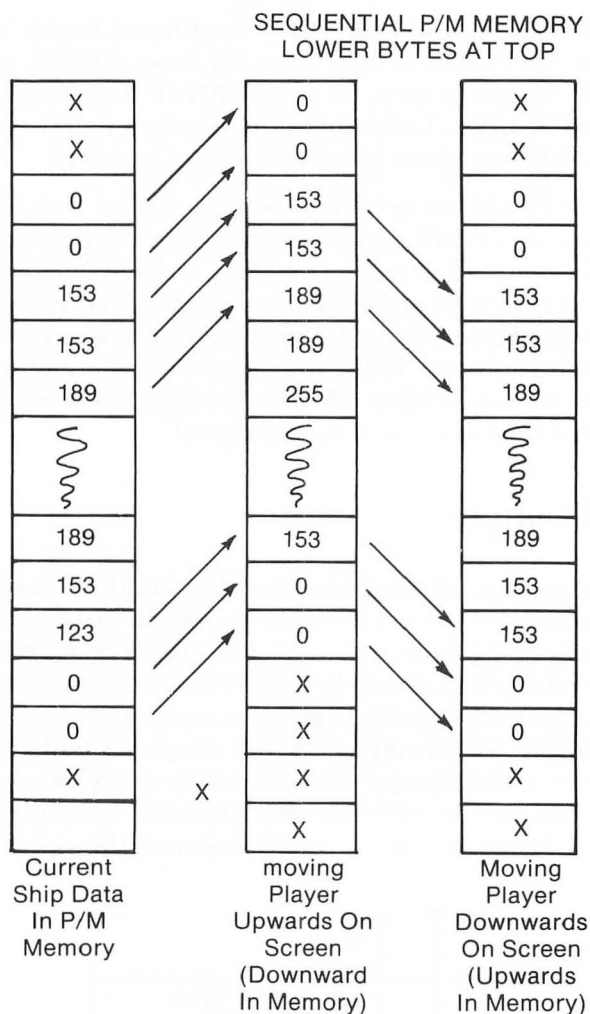 SEQUENTIAL P/M MEMORY
LOWER BYTES AT TOP
X
X
0
0
153
153
189
189
153
123
0
0
X
Current
Ship Data
In P/M
Memory
X
0
0
153
153
189
189
255
153
0
0
X
X
X
X
moving
Player
Upwards On
Screen
(Downward
In Memory)
X
X
0
0
153
153
189
189
153
153
0
0
X
X
Moving
Player
Downwards
On Screen
(Upwards
In Memory)